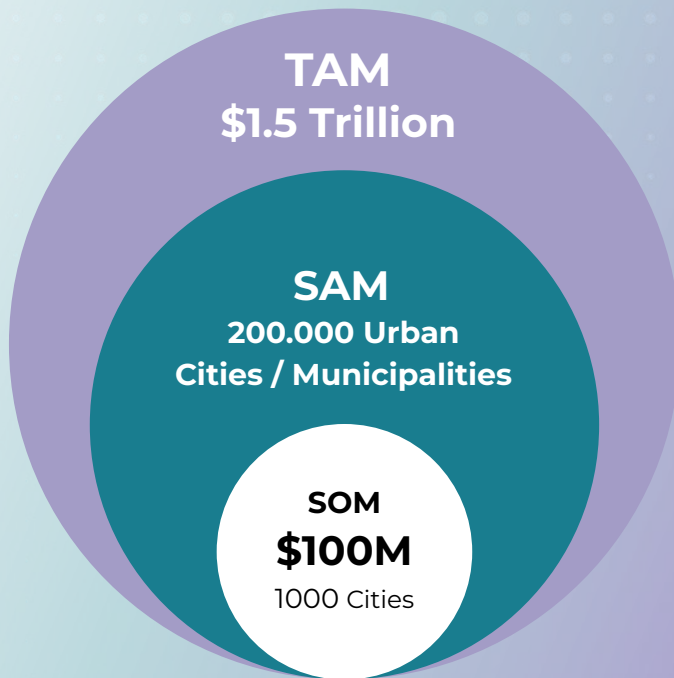 TAM
$1.5 Trillion
SAM
200.000 Urban
Cities / Municipalities
SOM
$100M
1000 Cities